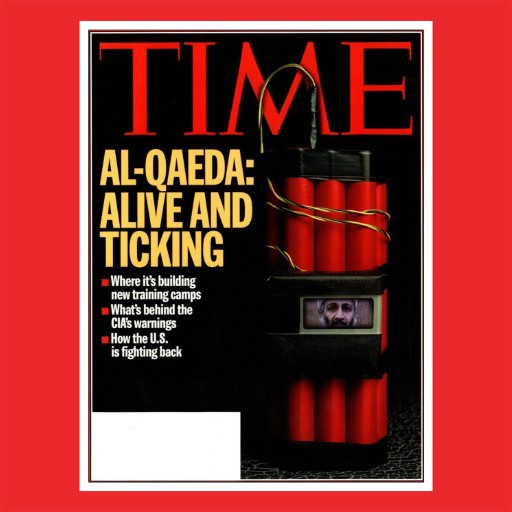 TIME
AL-QAEDA:
ALIVE AND
TICKING
Where it's building
new training camps
What's behind the
CIA's warnings
How the U.S.
is fighting back